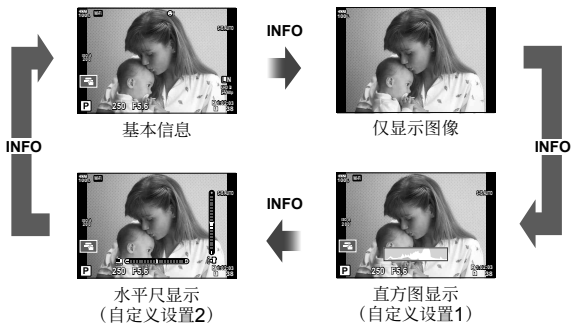 INFO
基本信息
仅显示图像
INFO
INFO
INFO
水平尺显示
（自定义设置2）
直方图显示
（自定义设置1）
P
250 F5.6
P
250 F5.6
P
250 F5.6